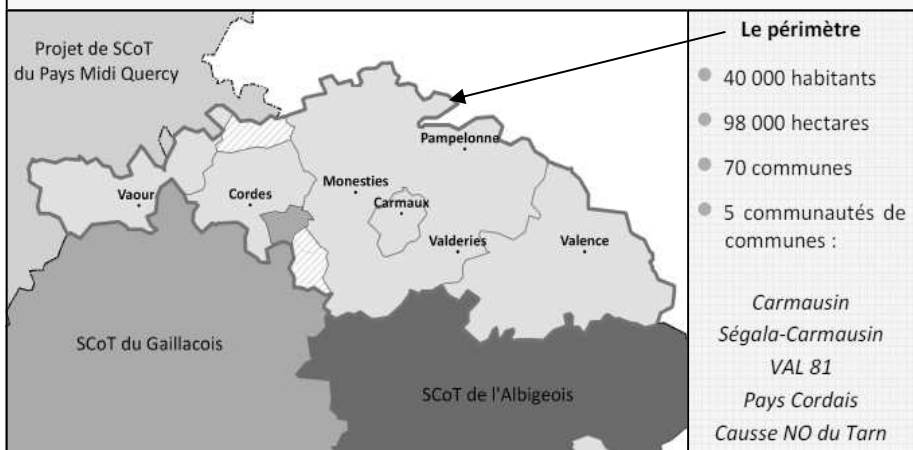 Projet de SCoT
du Pays Midi Quercy
Pampelonne
Monesties
Vaour
Cordes
Carmaux
Valderies
Valence
SCoT du Gaillacois
SCoT de l'Albigeois
Le périmètre
40 000 habitants
98 000 hectares
70 communes
5 communautés de
communes :
Carmausin
Ségala-Carmausin
VAL 81
Pays Cordais
Causse NO du Tarn